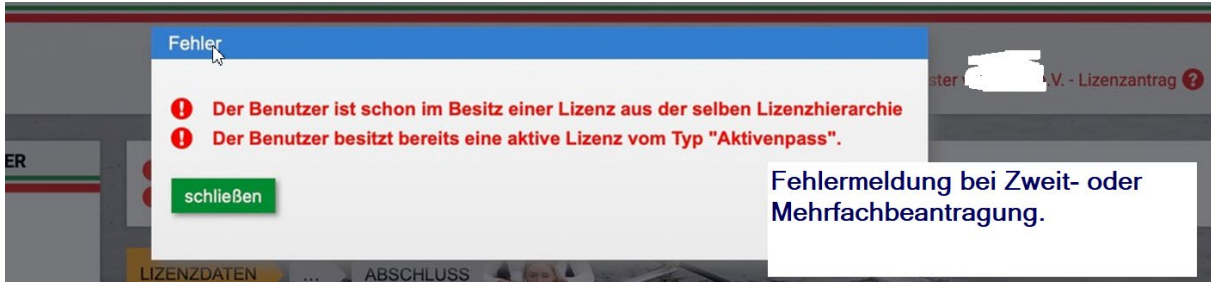 Fehler
ster V. - Lizenzantrag
Der Benutzer ist schon im Besitz einer Lizenz aus der selben Lizenzhierarchie
Der Benutzer besitzt bereits eine aktive Lizenz vom Typ "Aktivenpass".
ER
schließen
Fehlermeldung bei Zweit- oder
Mehrfachbeantragung.
LIZENZDATEN ... ABSCHLUSS